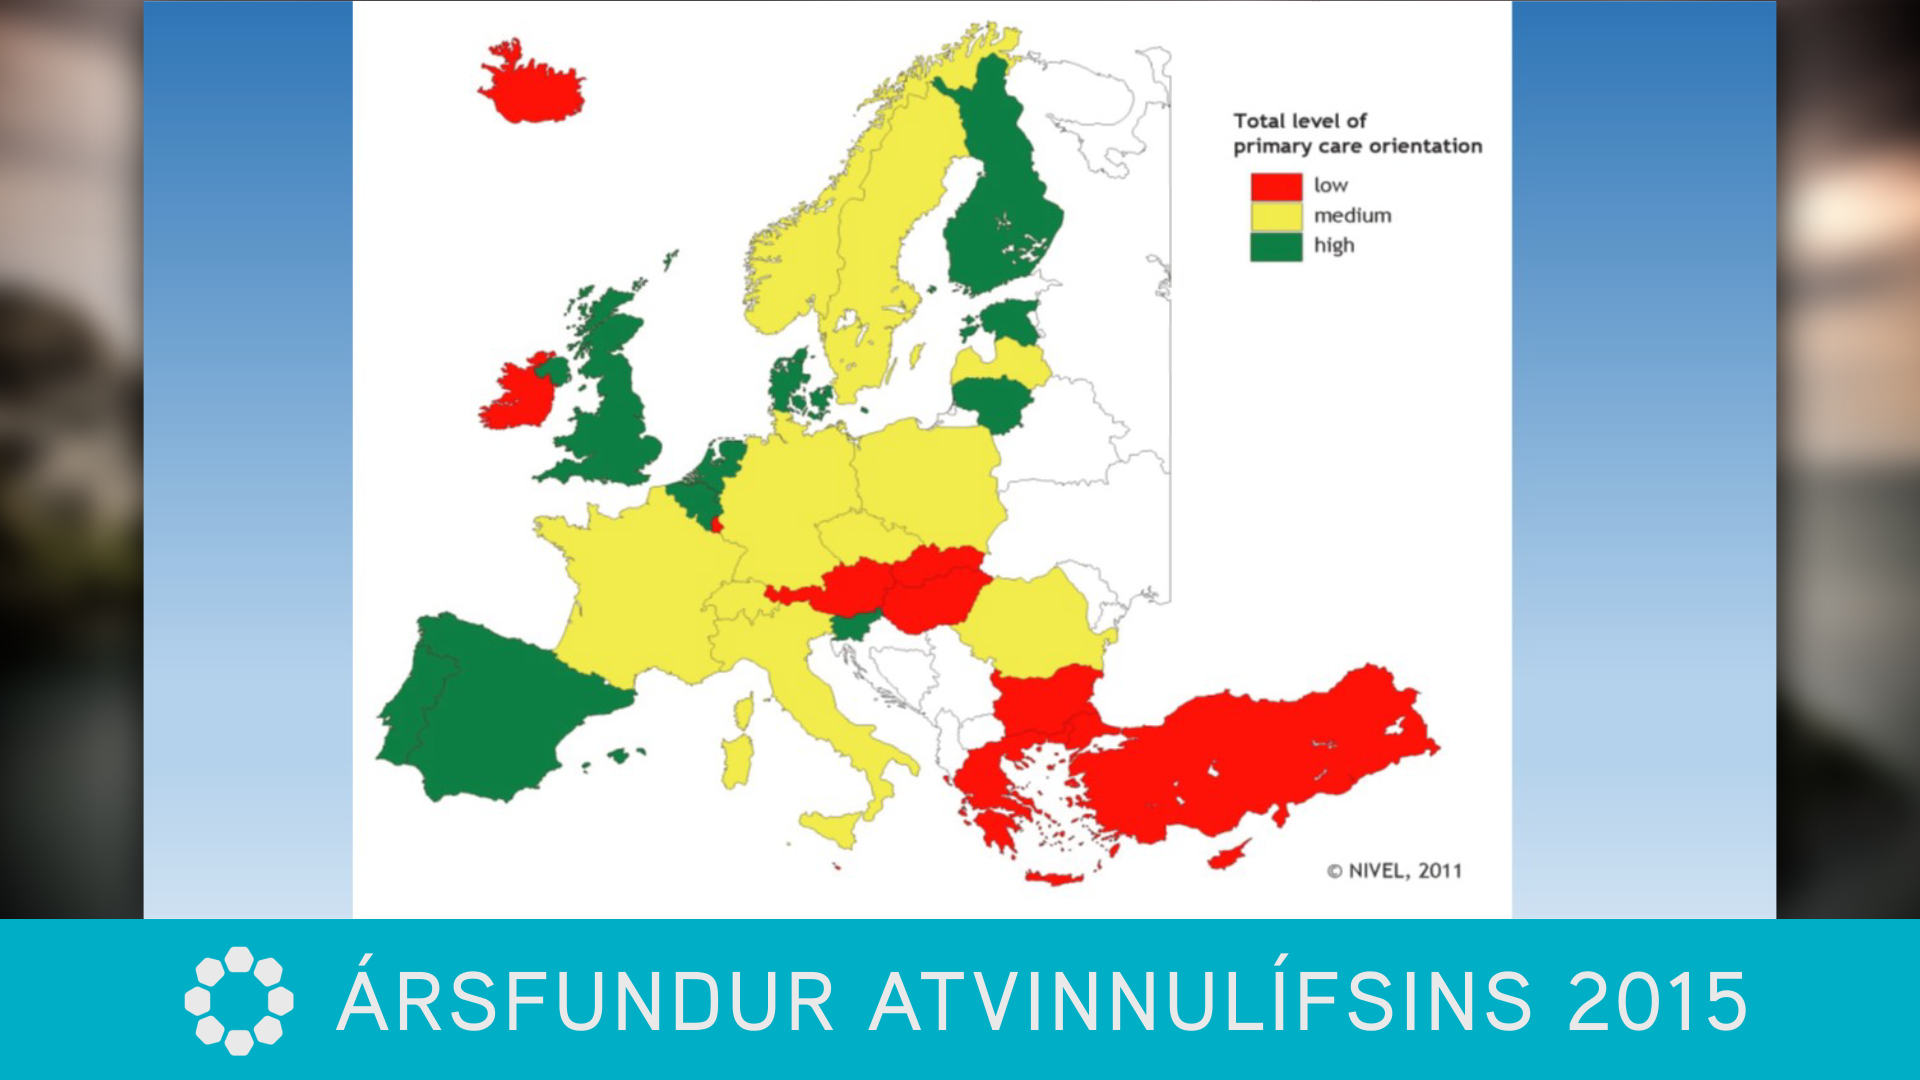 Total level of
primary care orientation
low
medium
high
© NIVEL, 2011
ÁRSFUNDUR ATVINNULÍFSINS 2015